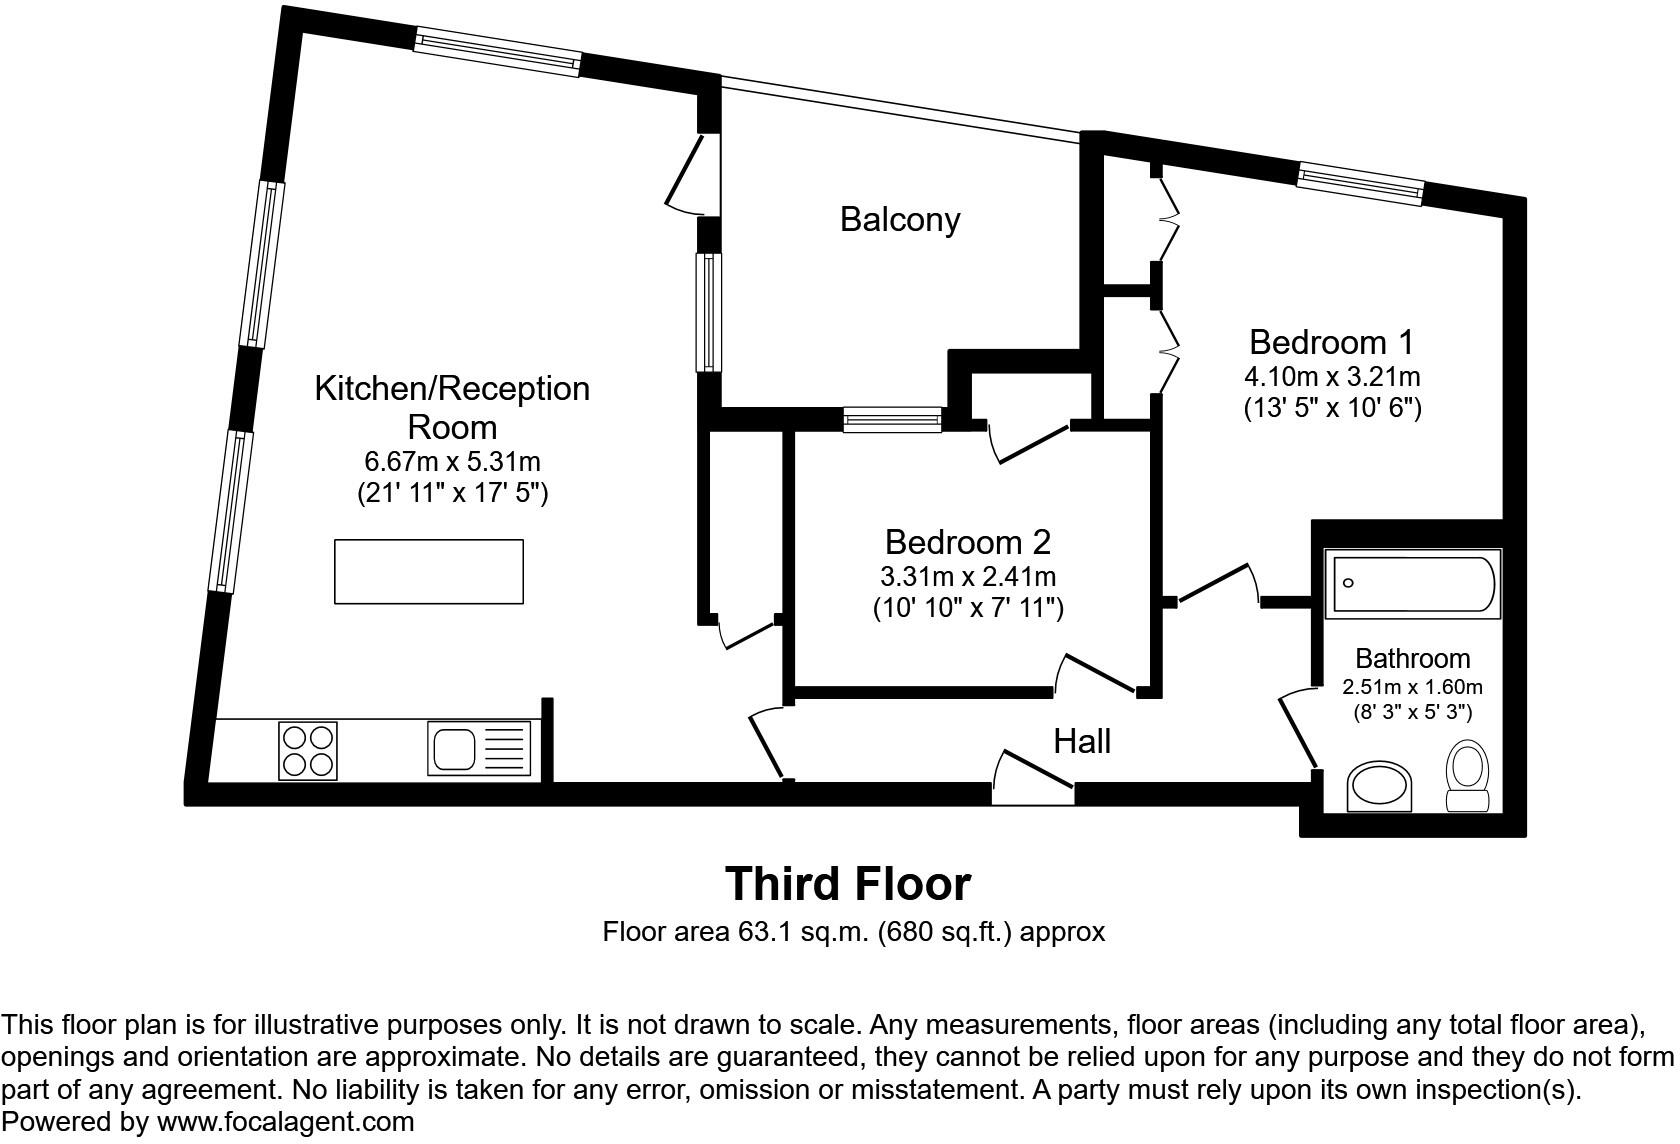 Balcony
Kitchen/Reception
Room
6.67m x 5.31m
(21' 11" x 17' 5")
Bedroom 1
4.10m x 3.21m
(13' 5" x 10' 6")
Bedroom 2
3.31m x 2.41m
(10' 10" x 7' 11")
Bathroom
2.51m x 1.60m
(8' 3" x 5' 3")
Hall
Third Floor
Floor area 63.1 sq.m. (680 sq.ft.) approx
This floor plan is for illustrative purposes only. It is not drawn to scale. Any measurements, floor areas (including any total floor area),
openings and orientation are approximate. No details are guaranteed, they cannot be relied upon for any purpose and they do not form
part of any agreement. No liability is taken for any error, omission or misstatement. A party must rely upon its own inspection(s).
Powered by www.focalagent.com